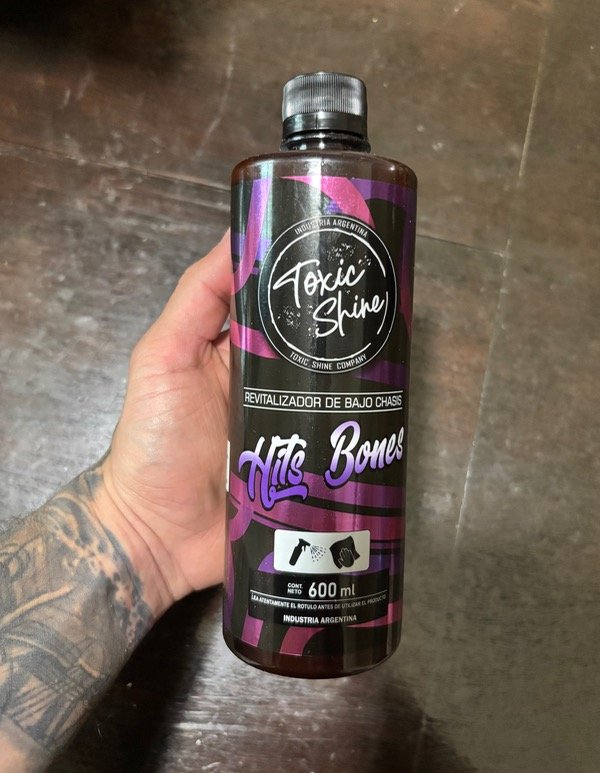 INDUSTRIA ARGENTINA
Toxic
Shine
TOXIC SHINE COMPANY
REVITALIZADOR DE BAJO CHASIS
Hits Bones
CONT.
NETO 600 ml
LEA ATENTAMENTE EL ROTULO ANTES DE UTILIZAR EL PRODUCTO
INDUSTRIA ARGENTINA